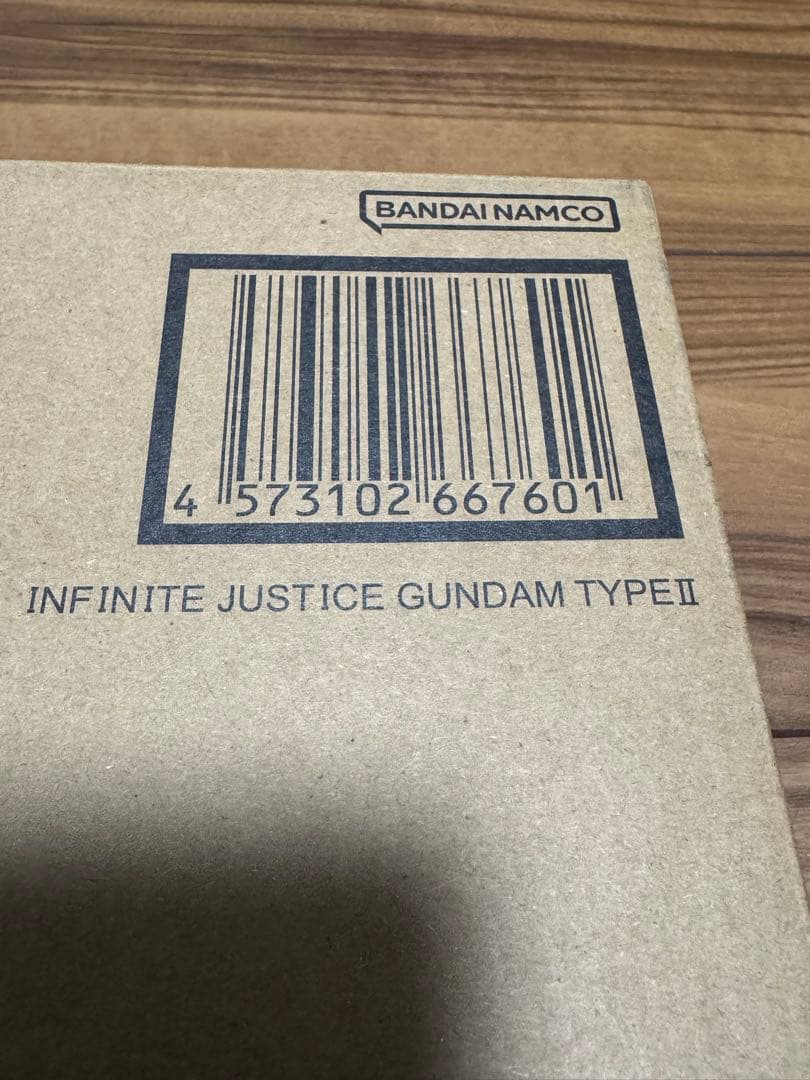 BANDAI NAMCO
4 573102 667601
INFINITE JUSTICE GUNDAM TYPEⅡ